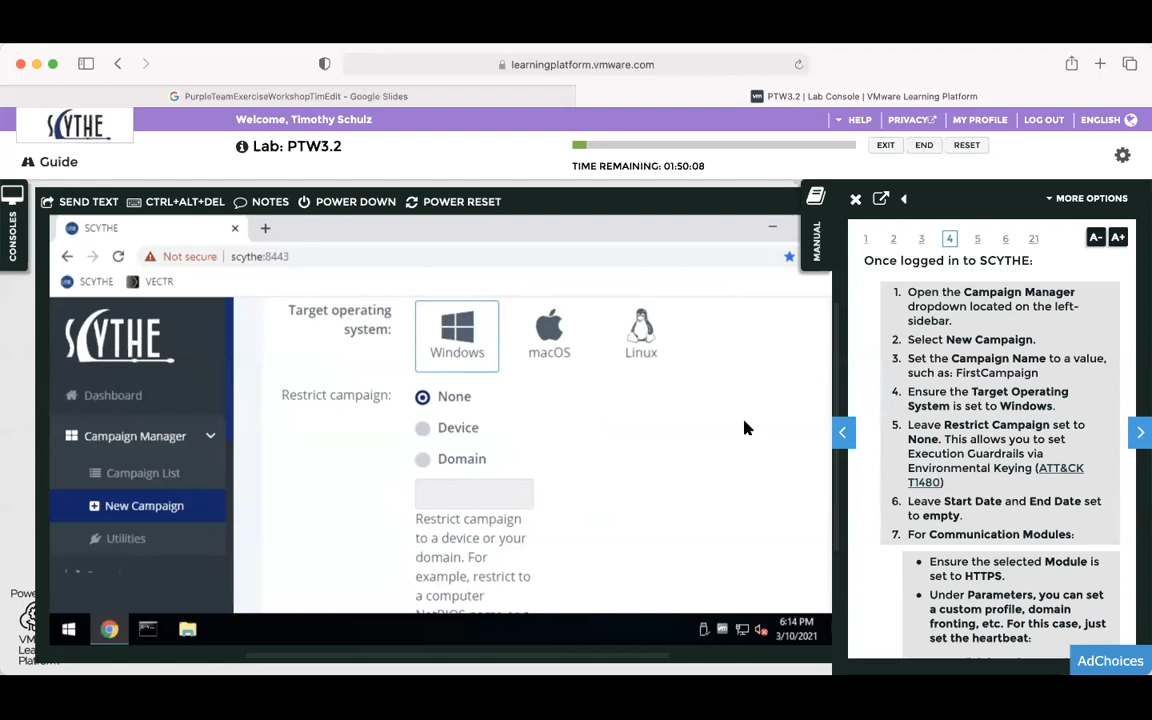 learningplatform.vmware.com
PurpleTeamExerciseWorkshopTimEdit - Google Slides
PTW3.2 | Lab Console | VMware Learning Platform
SCYTHE
Welcome, Timothy Schulz
HELP
PRIVACY
MY PROFILE
LOG OUT
ENGLISH
Guide
Lab: PTW3.2
TIME REMAINING: 01:50:08
EXIT
END
RESET
CONSOLES
SEND TEXT
CTRL+ALT+DEL
NOTES
POWER DOWN
POWER RESET
MANUAL
SCYTHE
Not secure
scythe:8443
SCYTHE
VECTR
SCYTHE
Dashboard
Campaign Manager
Campaign List
New Campaign
Utilities
Target operating
system:
Windows
macOS
Linux
Restrict campaign:
None
Device
Domain
Restrict campaign
to a device or your
domain. For
example, restrict to
a computer
6:14 PM
3/10/2021
MORE OPTIONS
1
2
3
4
5
6
21
A-
A+
Once logged in to SCYTHE:
1. Open the Campaign Manager
dropdown located on the left-
sidebar.
2. Select New Campaign.
3. Set the Campaign Name to a value,
such as: FirstCampaign
4. Ensure the Target Operating
System is set to Windows.
5. Leave Restrict Campaign set to
None. This allows you to set
Execution Guardrails via
Environmental Keying (ATT&CK
T1480)
6. Leave Start Date and End Date set
to empty.
7. For Communication Modules:
• Ensure the selected Module is
set to HTTPS.
• Under Parameters, you can set
a custom profile, domain
fronting, etc. For this case, just
set the heartbeat:
AdChoices